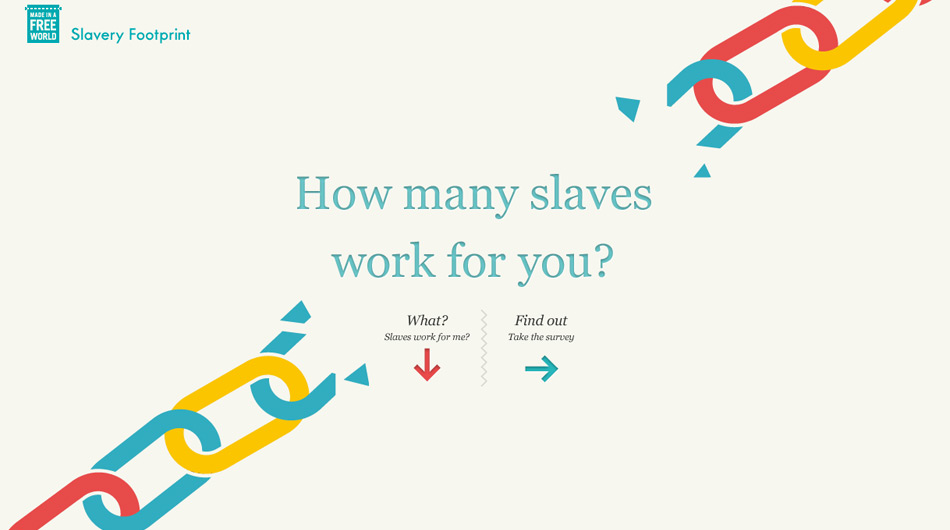 MADE IN A
FREE
WORLD
Slavery Footprint
How many slaves
work for you?
What?
Slaves work for me?
Find out
Take the survey